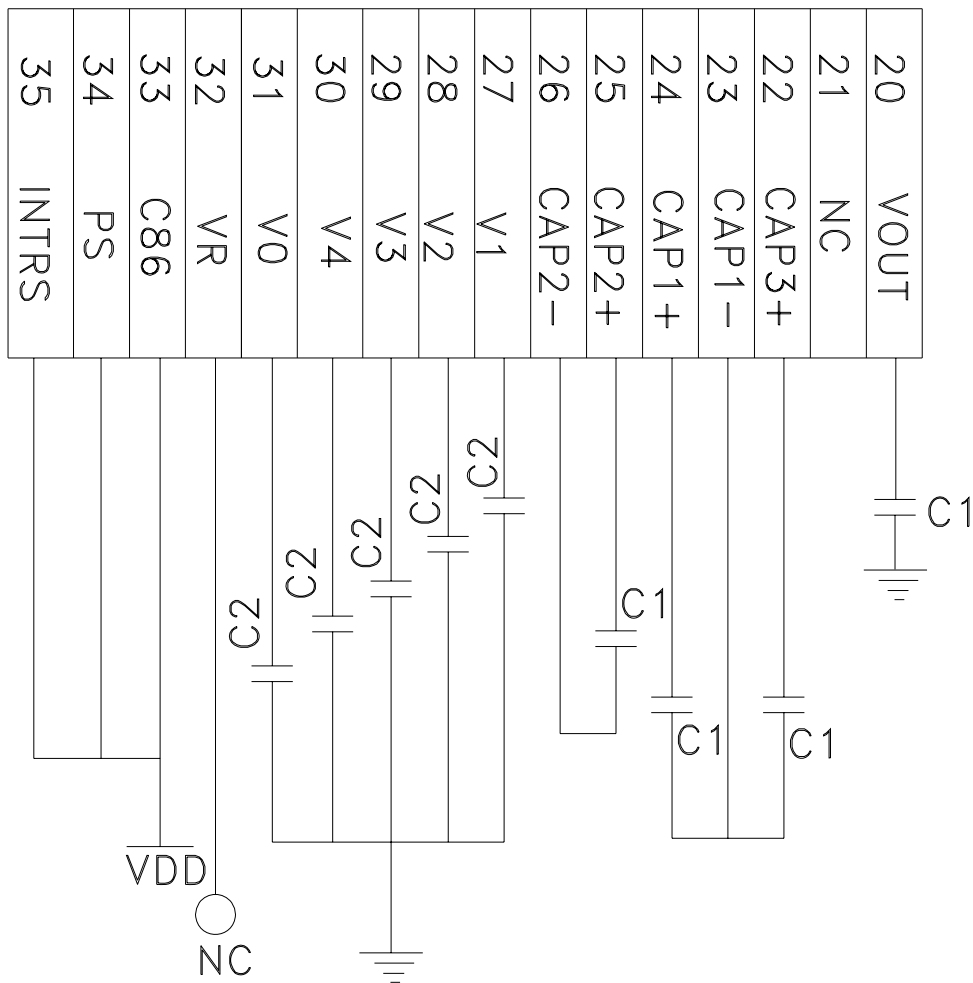 35 INTRS
34 PS
33 C86
32 VR
31 V0
30 V4
29 V3
28 V2
27 V1
26 CAP2-
25 CAP2+
24 CAP1+
23 CAP1-
22 CAP3+
21 NC
20 VOUT
C2
C2
C2
C2
C2
C1
C1
C1
C1
VDD
NC